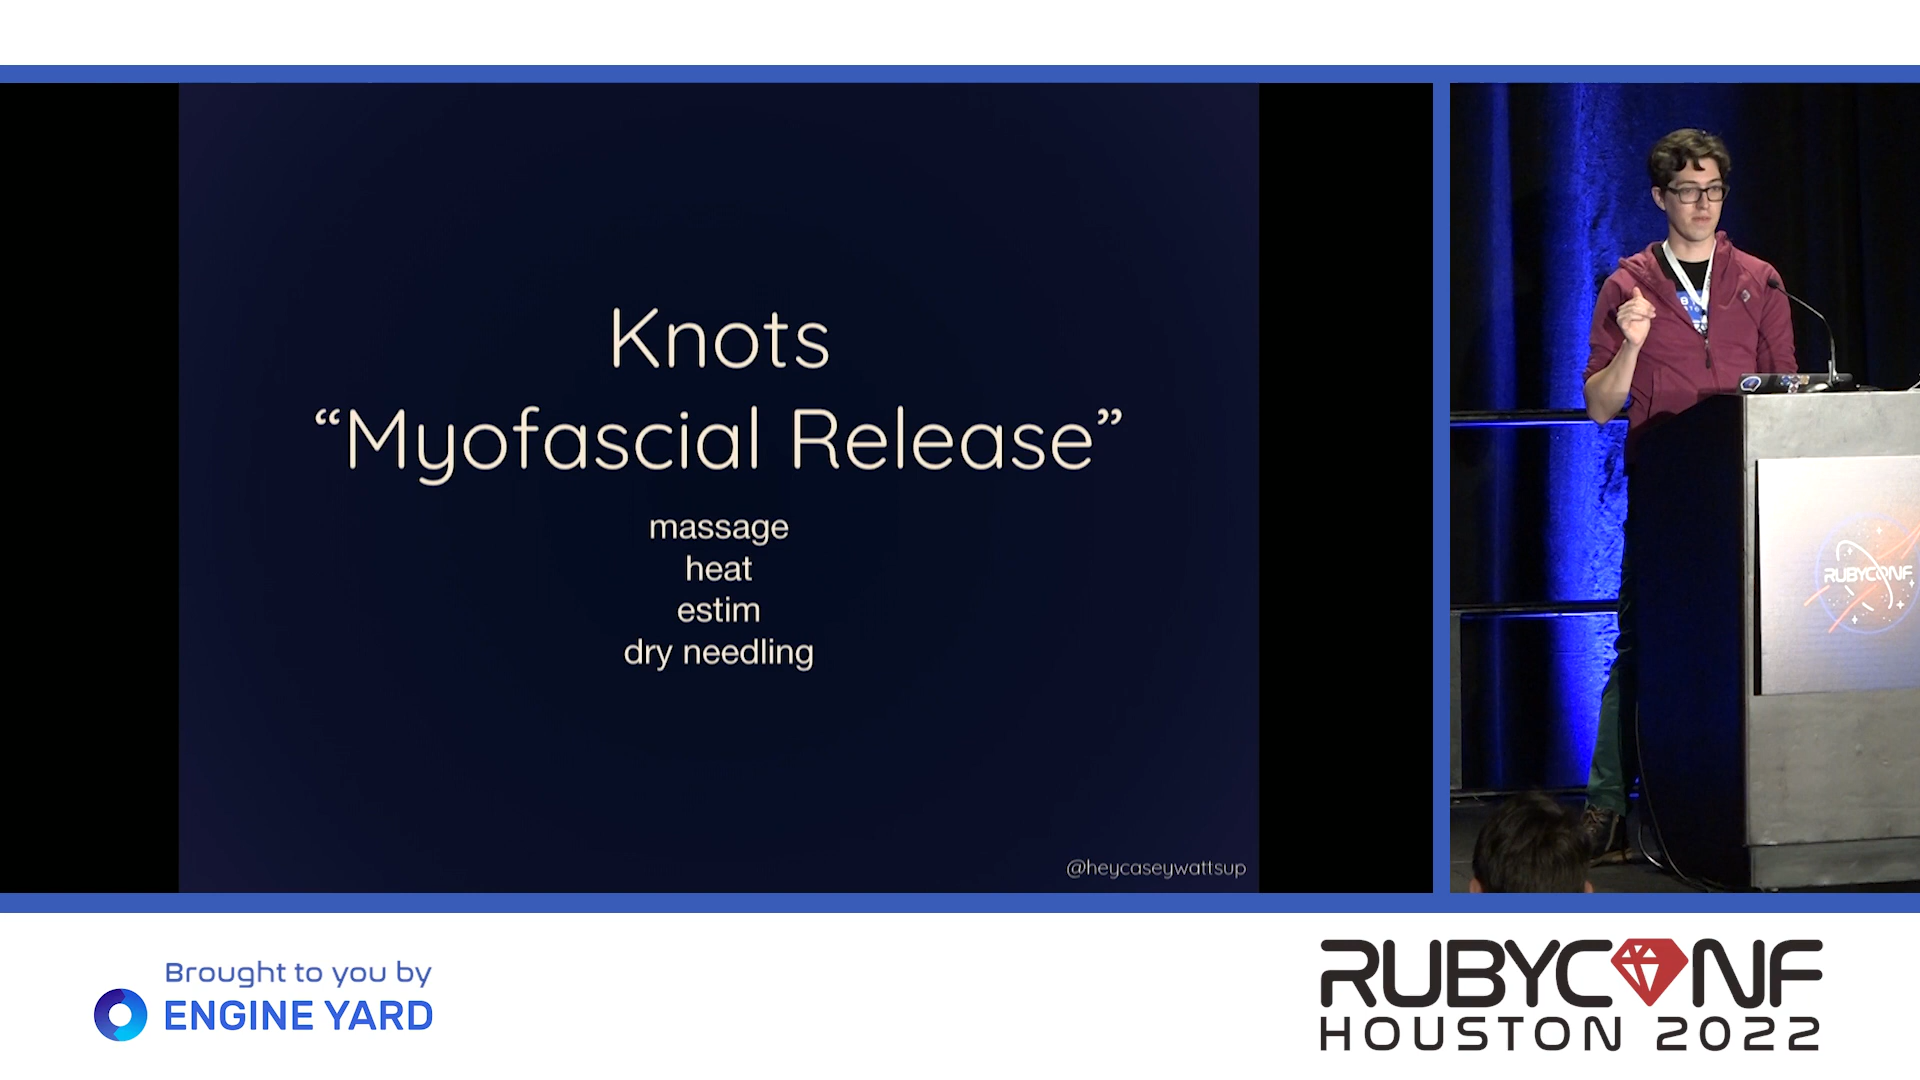 Knots
“Myofascial Release”
massage
heat
estim
dry needling
@heycaseywattsup
RUBYCONF
Brought to you by
ENGINE YARD
RUBYCONF
HOUSTON 2022